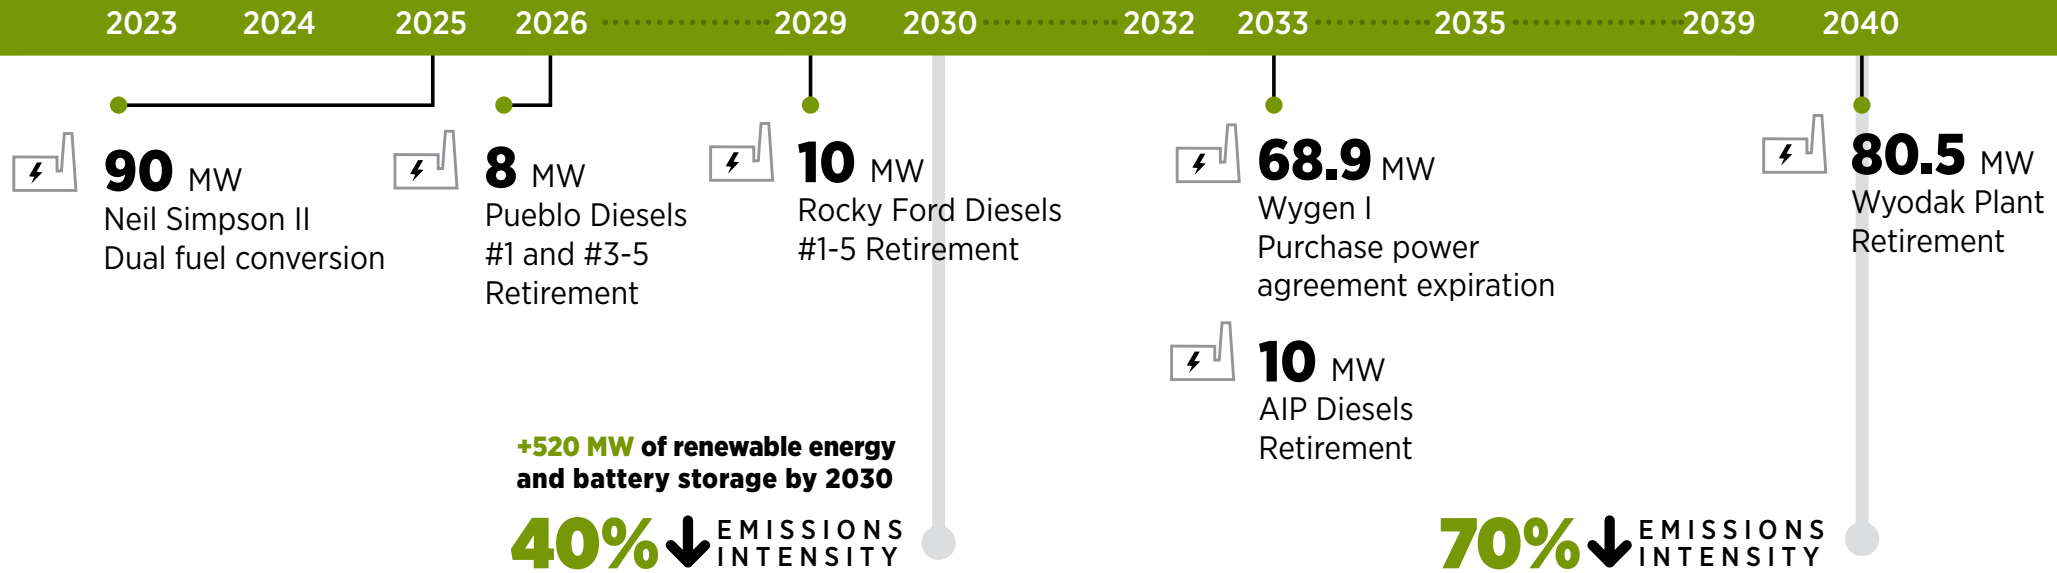 2023 2024 2025 2026 2029 2030 2032 2033 2035 2039 2040
90 MW
Neil Simpson II
Dual fuel conversion
8 MW
Pueblo Diesels
#1 and #3-5
Retirement
10 MW
Rocky Ford Diesels
#1-5 Retirement
68.9 MW
Wygen I
Purchase power
agreement expiration
10 MW
AIP Diesels
Retirement
80.5 MW
Wyodak Plant
Retirement
+520 MW of renewable energy
and battery storage by 2030
40% EMISSIONS
INTENSITY
70% EMISSIONS
INTENSITY